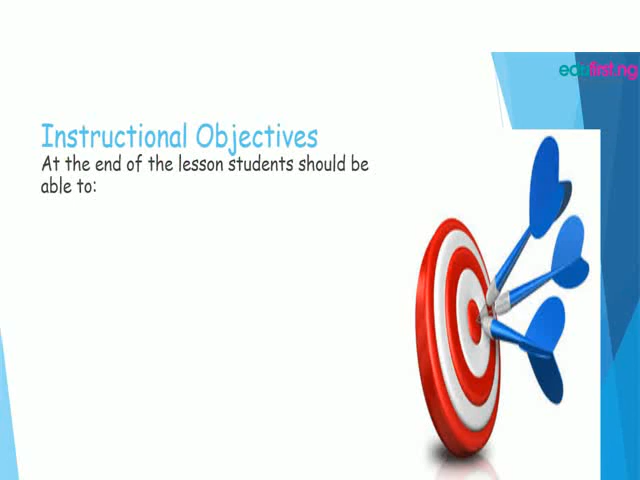 edufirst.ng
Instructional Objectives
At the end of the lesson students should be
able to: